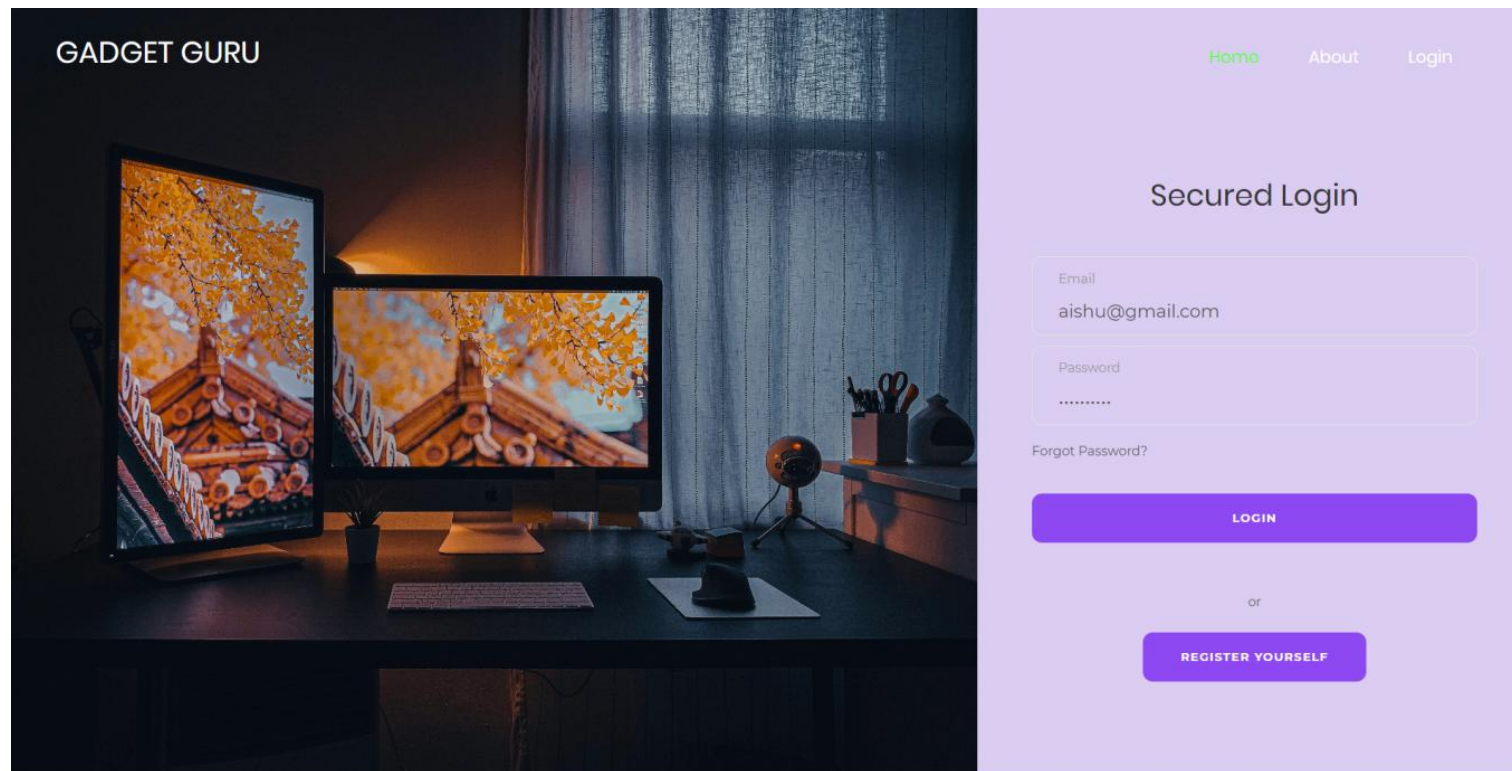 GADGET GURU
Home About Login
Secured Login
Email
aishu@gmail.com
Password
..........
Forgot Password?
LOGIN
or
REGISTER YOURSELF